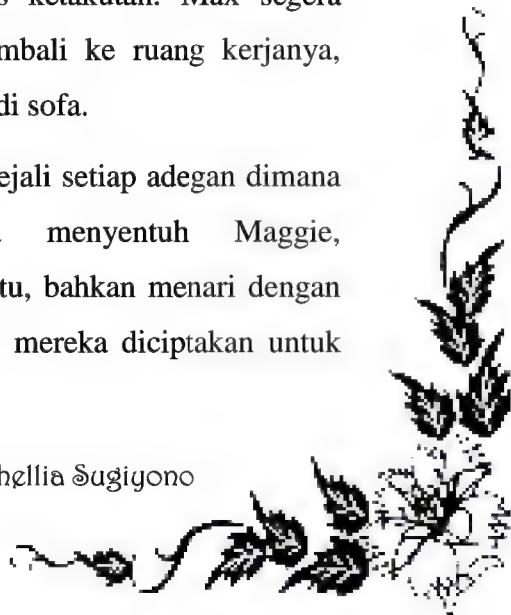 ketakutan. Max segera
mbali ke ruang kerjanya,
di sofa.
ejali setiap adegan dimana
menyentuh Maggie,
tu, bahkan menari dengan
mereka diciptakan untuk
hellia Sugiyono